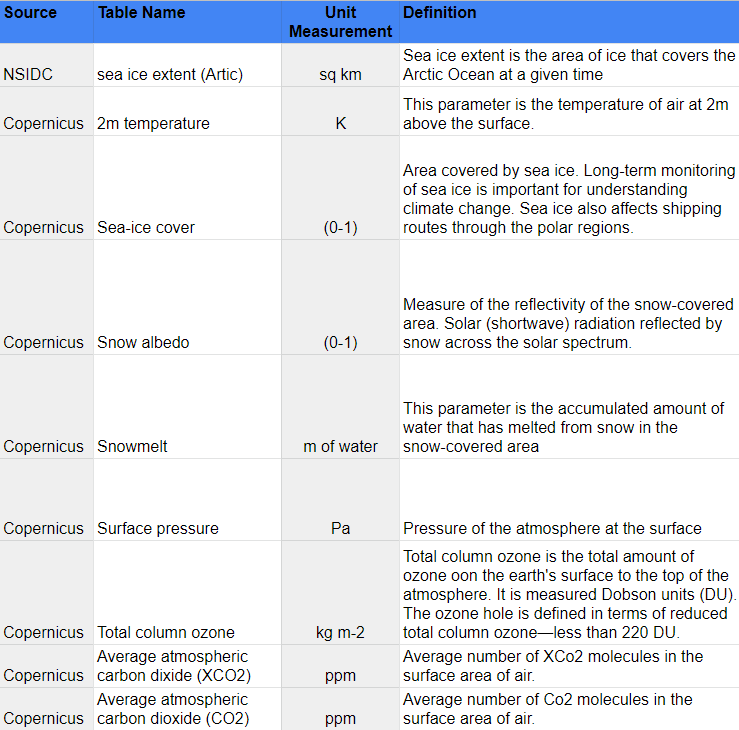 Source Table Name Unit Measurement Definition
NSIDC sea ice extent (Artic) sq km Sea ice extent is the area of ice that covers the
Arctic Ocean at a given time
Copernicus 2m temperature K This parameter is the temperature of air at 2m
above the surface.
Copernicus Sea-ice cover (0-1) Area covered by sea ice. Long-term monitoring
of sea ice is important for understanding
climate change. Sea ice also affects shipping
routes through the polar regions.
Copernicus Snow albedo (0-1) Measure of the reflectivity of the snow-covered
area. Solar (shortwave) radiation reflected by
snow across the solar spectrum.
Copernicus Snowmelt m of water This parameter is the accumulated amount of
water that has melted from snow in the
snow-covered area
Copernicus Surface pressure Pa Pressure of the atmosphere at the surface
Copernicus Total column ozone kg m-2 Total column ozone is the total amount of
ozone oon the earth's surface to the top of the
atmosphere. It is measured Dobson units (DU).
The ozone hole is defined in terms of reduced
total column ozone—less than 220 DU.
Copernicus Average atmospheric
carbon dixide (XCO2) ppm Average number of XCo2 molecules in the
surface area of air.
Copernicus Average atmospheric
carbon dioxide (CO2) ppm Average number of Co2 molecules in the
surface area of air.